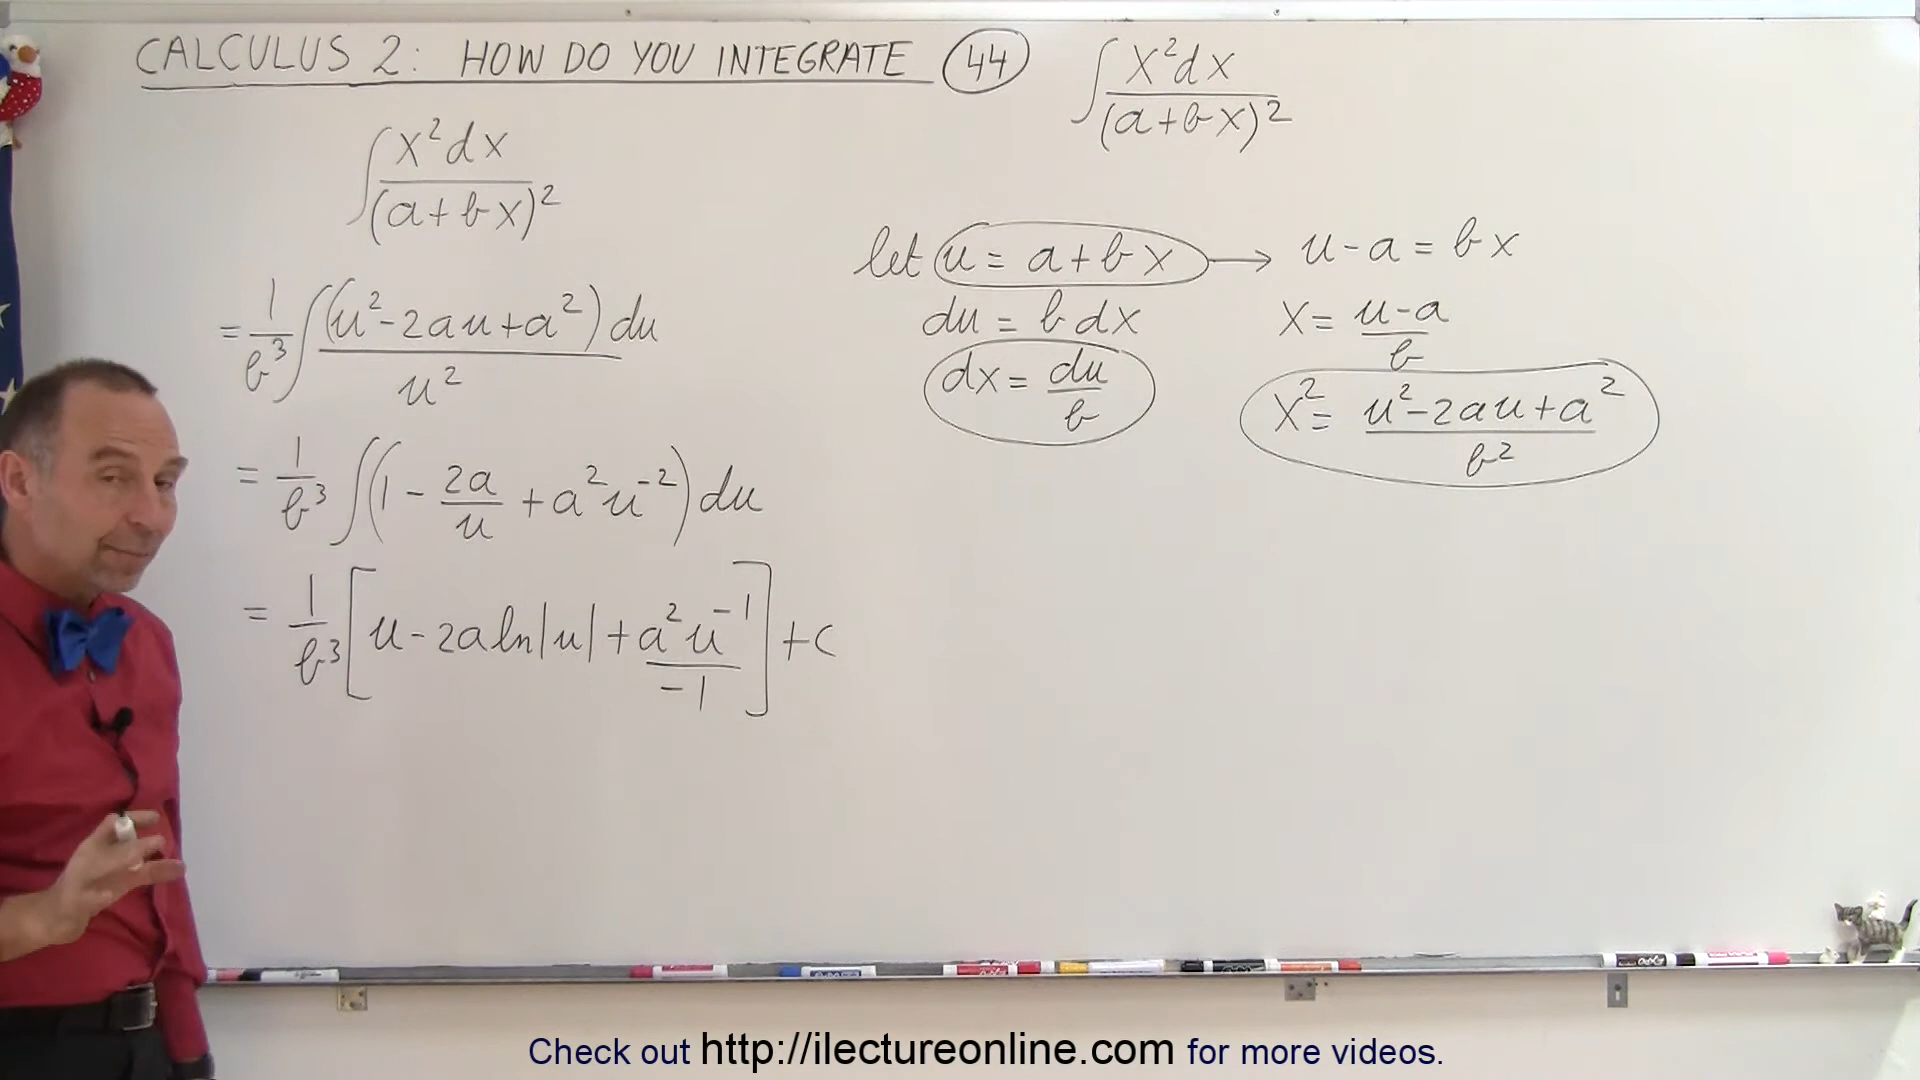 CALCULUS 2: HOW DO YOU INTEGRATE 44 ∫ x²dx / (a+bx)²
∫ x²dx / (a+bx)²
= 1/b³ ∫ (u²-2au+a²) du / u²
= 1/b³ ∫ (1 - 2a/u + a²u⁻²) du
= 1/b³ [u - 2a ln|u| + a²u⁻¹/-1] + c
let u = a+bx → u-a = bx
du = b dx
dx = du/b
x = u-a / b
x² = u²-2au+a² / b²
Check out http://ilectureonline.com for more videos.